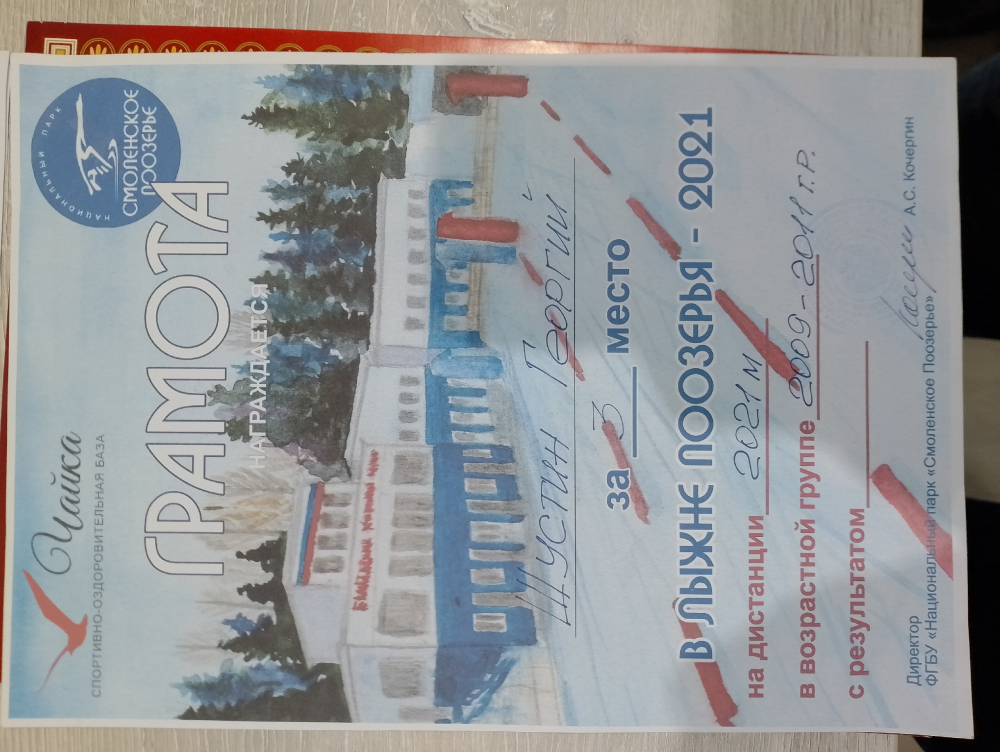 Чайка
СПОРТИВНО-ОЗДОРОВИТЕЛЬНАЯ БАЗА
НАЦИОНАЛЬНЫЙ ПАРК
СМОЛЕНСКОЕ
ПООЗЕРЬЕ
ГРАМОТА
НАГРАЖДАЕТСЯ
Щустин Георгий
за 3 место
В ЛЫЖНЕ ПООЗЕРЬЯ - 2021
на дистанции 2021 м
в возрастной группе 2009-2011 г.р.
с результатом
Директор
ФГБУ «Национальный парк «Смоленское Поозерье» А.С. Кочергин